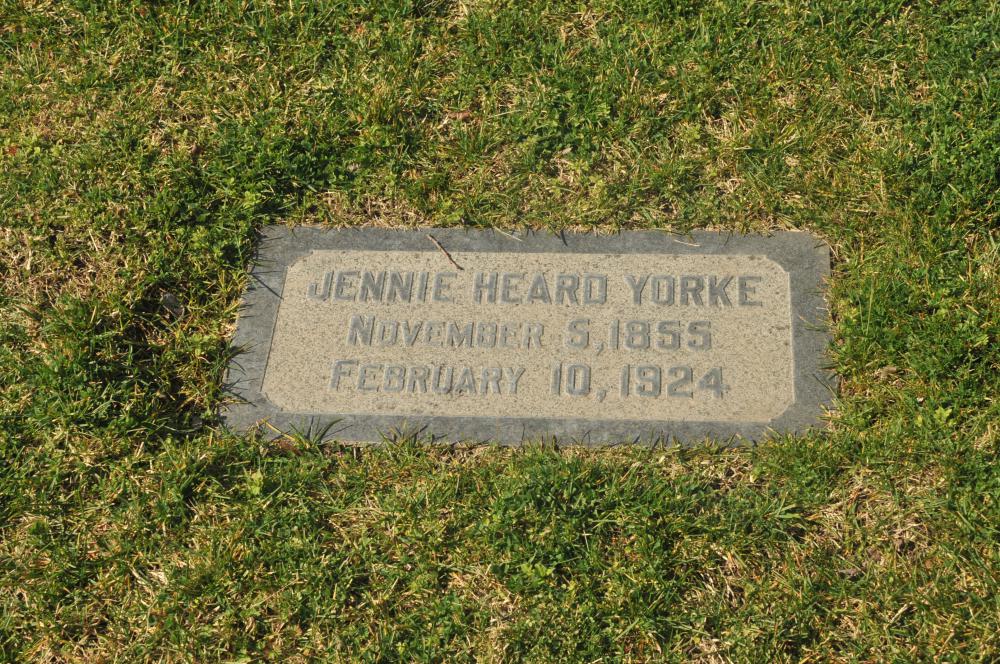 JENNIE HEARD YORKE
NOVEMBER 5, 1855
FEBRUARY 10, 1924